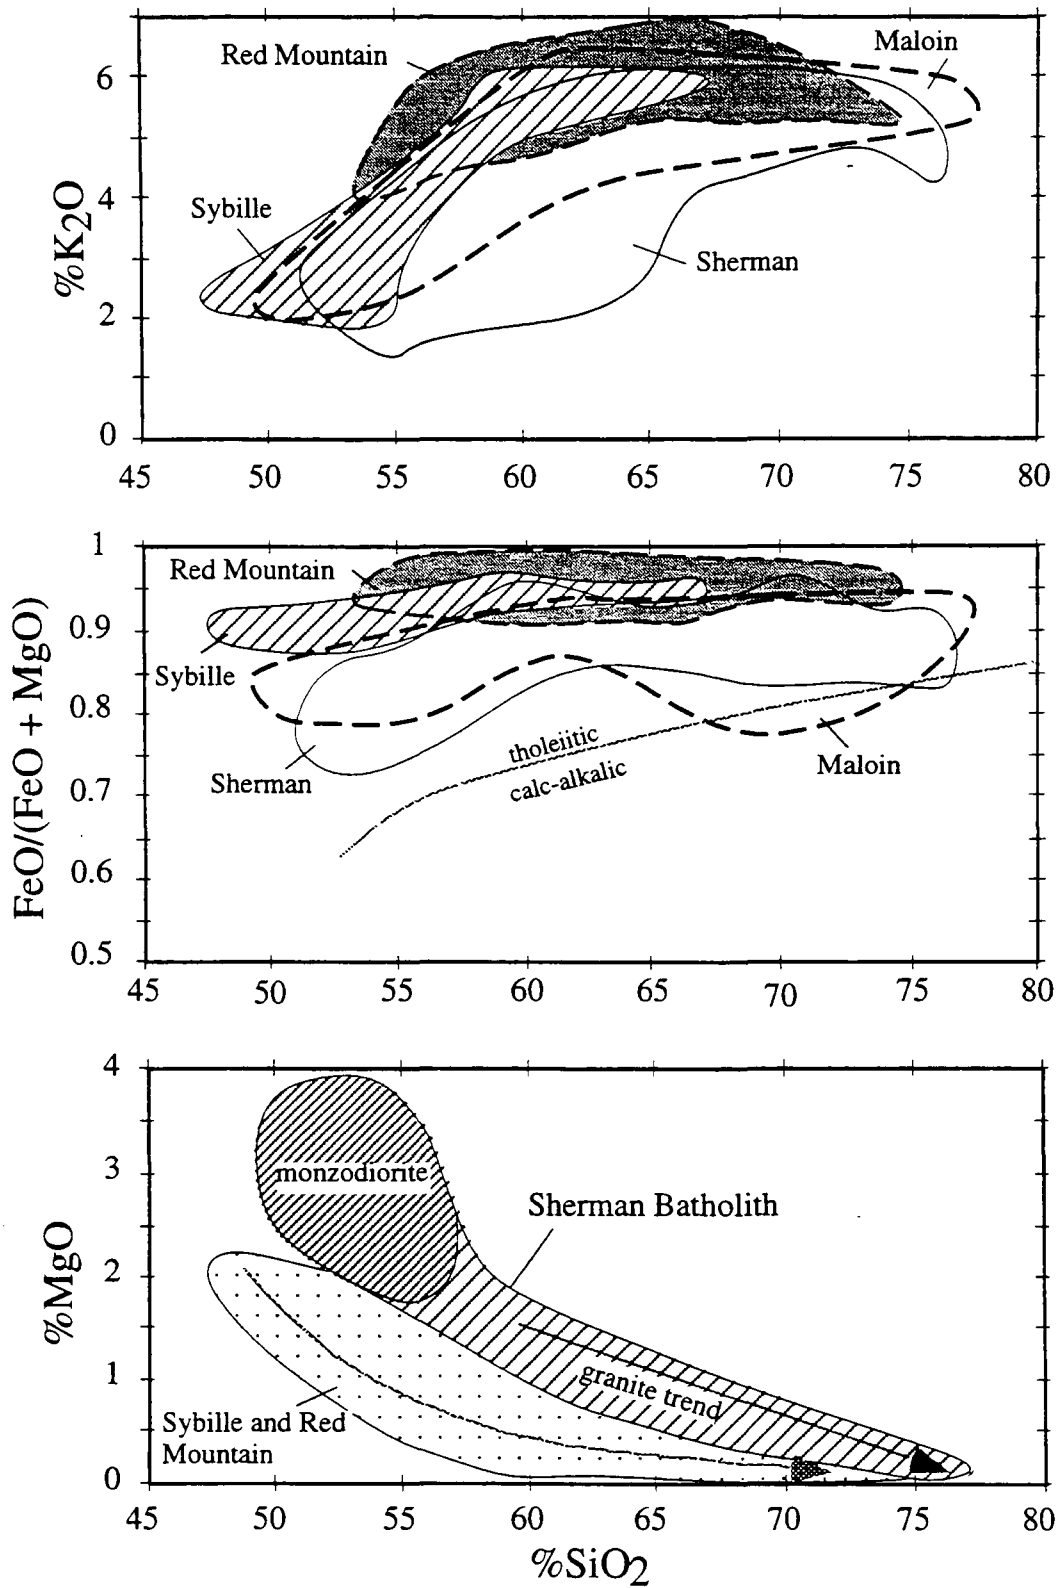 Red Mountain
Maloin
6
%K2O
Sybille
4
Sherman
2
0
45 50 55 60 65 70 75 80
1
Red Mountain
FeO/(FeO + MgO)
0.9
Sybille
0.8
tholeiitic
Sherman
calc-alkalic
Maloin
0.7
0.6
0.5
45 50 55 60 65 70 75 80
4
monzodiorite
3
Sherman Batholith
%MgO
2
1
granite trend
Sybille and Red
Mountain
0
45 50 55 60 65 70 75 80
%SiO2